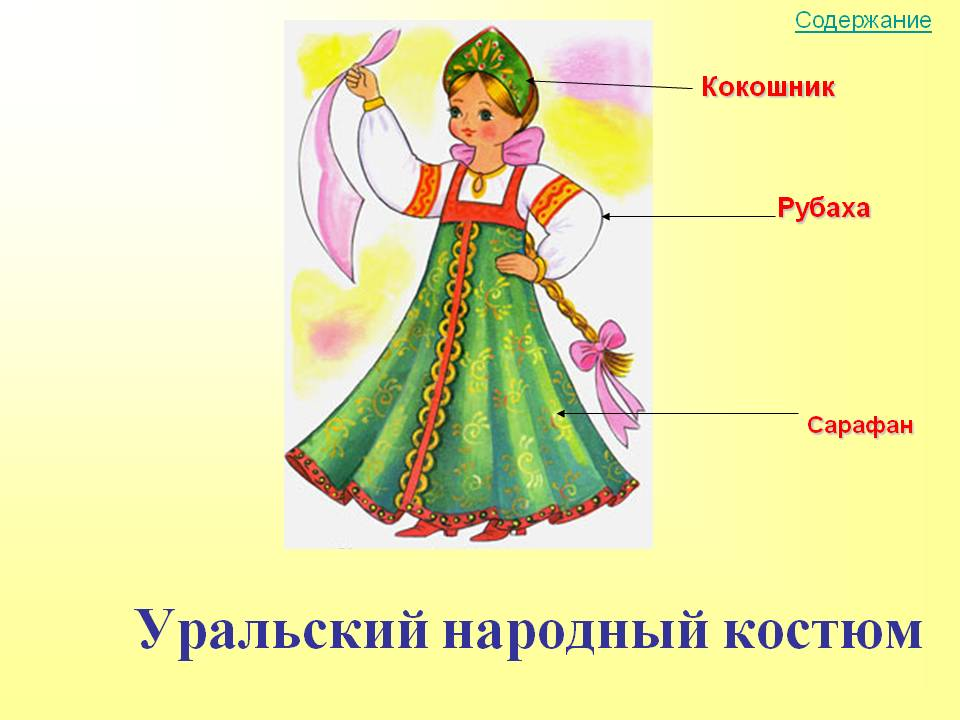 Содержание
Кокошник
Рубаха
Сарафан
Уральский народный костюм